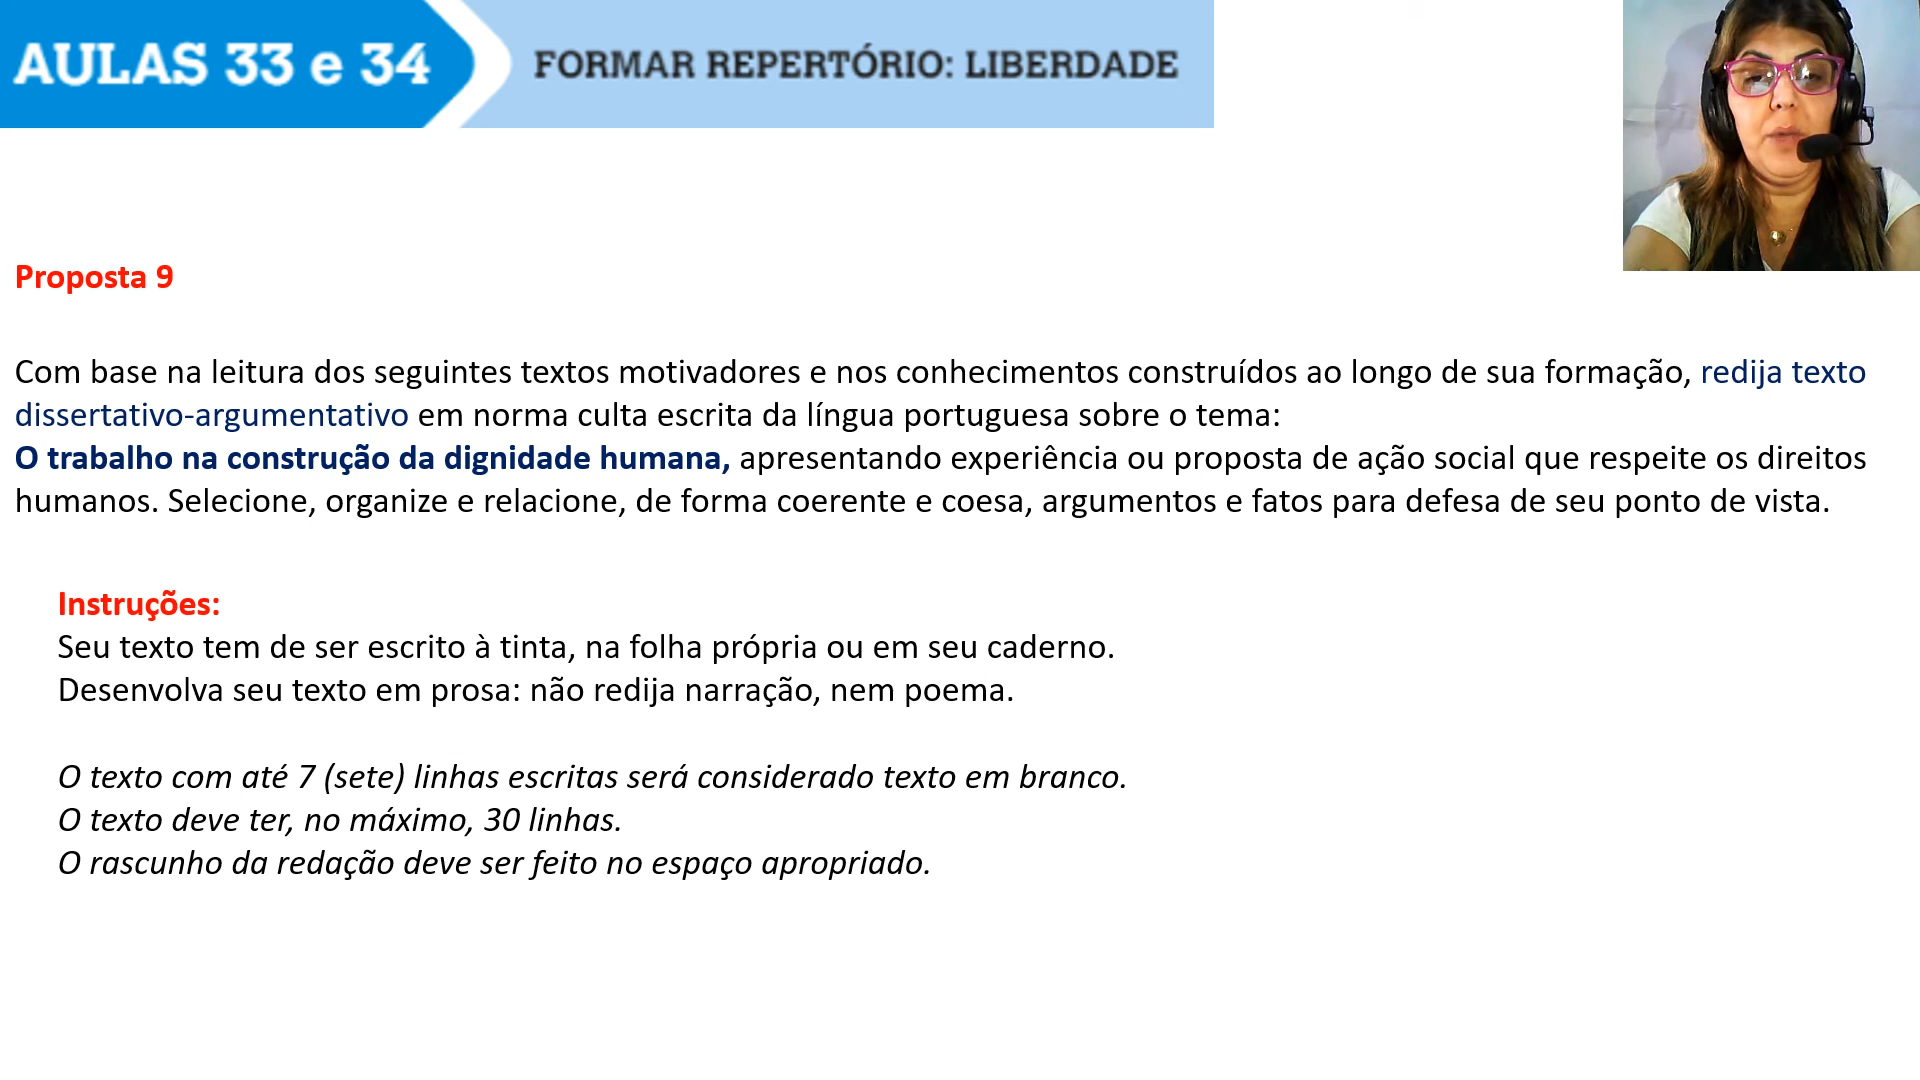 AULAS 33 e 34
FORMAR REPERTÓRIO: LIBERDADE
Proposta 9
Com base na leitura dos seguintes textos motivadores e nos conhecimentos construídos ao longo de sua formação, redija texto
dissertativo-argumentativo em norma culta escrita da língua portuguesa sobre o tema:
O trabalho na construção da dignidade humana, apresentando experiência ou proposta de ação social que respeite os direitos
humanos. Selecione, organize e relacione, de forma coerente e coesa, argumentos e fatos para defesa de seu ponto de vista.
Instruções:
Seu texto tem de ser escrito à tinta, na folha própria ou em seu caderno.
Desenvolva seu texto em prosa: não redija narração, nem poema.
O texto com até 7 (sete) linhas escritas será considerado texto em branco.
O texto deve ter, no máximo, 30 linhas.
O rascunho da redação deve ser feito no espaço apropriado.